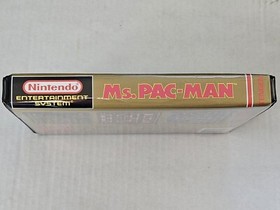 Nintendo
ENTERTAINMENT
SYSTEM
MS. PAC-MAN